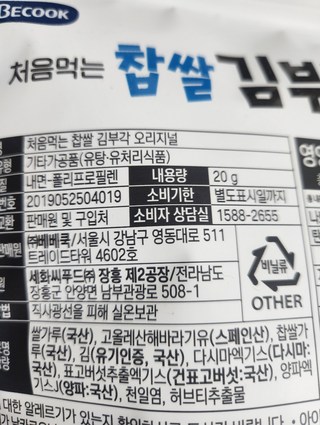 BECOOK
처음먹는 찹쌀 김부
처음먹는 찹쌀 김부각 오리지널
기타가공품(유탕·유처리식품)
내면-폴리프로필렌 내용량 20 g
2019052504019 소비기한 별도표시일까지
판매원 및 구입처 소비자 상담실 1588-2655
㈜베베쿡/서울시 강남구 영동대로 511
트레이드타워 4602호
세화씨푸드㈜ 장흥 제2공장/전라남도
장흥군 안양면 남부관광로 508-1
직사광선을 피해 실온보관
비닐류
OTHER
쌀가루(국산), 고올레산해바라기유(스페인산), 찹쌀가
루(국산), 김(유기인증, 국산), 다시마엑기스(다시마:
국산), 표고버섯추출엑기스(건표고버섯:국산), 양파엑
기스(양파:국산), 천일염, 허브티추출물